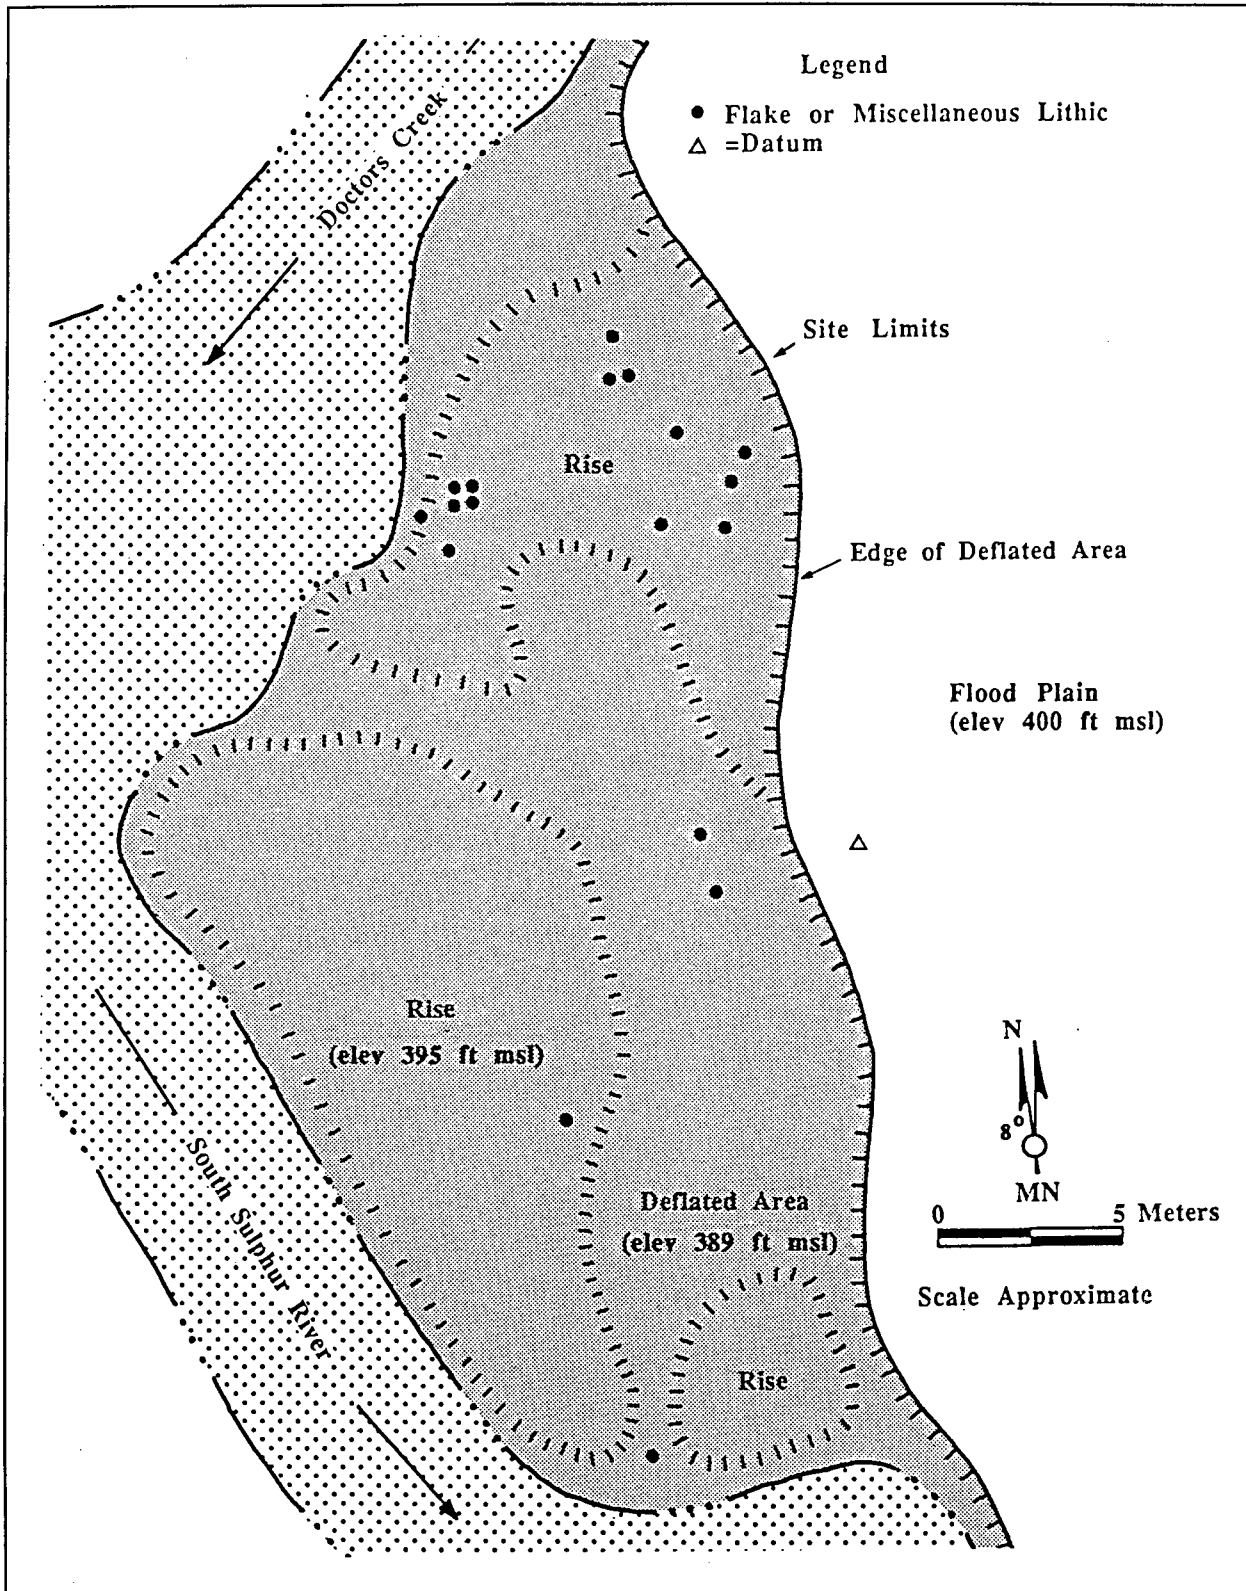 Legend
Flake or Miscellaneous Lithic
=Datum
Doctors Creek
Site Limits
Rise
Edge of Deflated Area
Flood Plain
(elev 400 ft msl)
Rise
(elev 395 ft msl)
N
8°
MN
South Sulphur River
Deflated Area
(elev 389 ft msl)
0 5 Meters
Scale Approximate
Rise